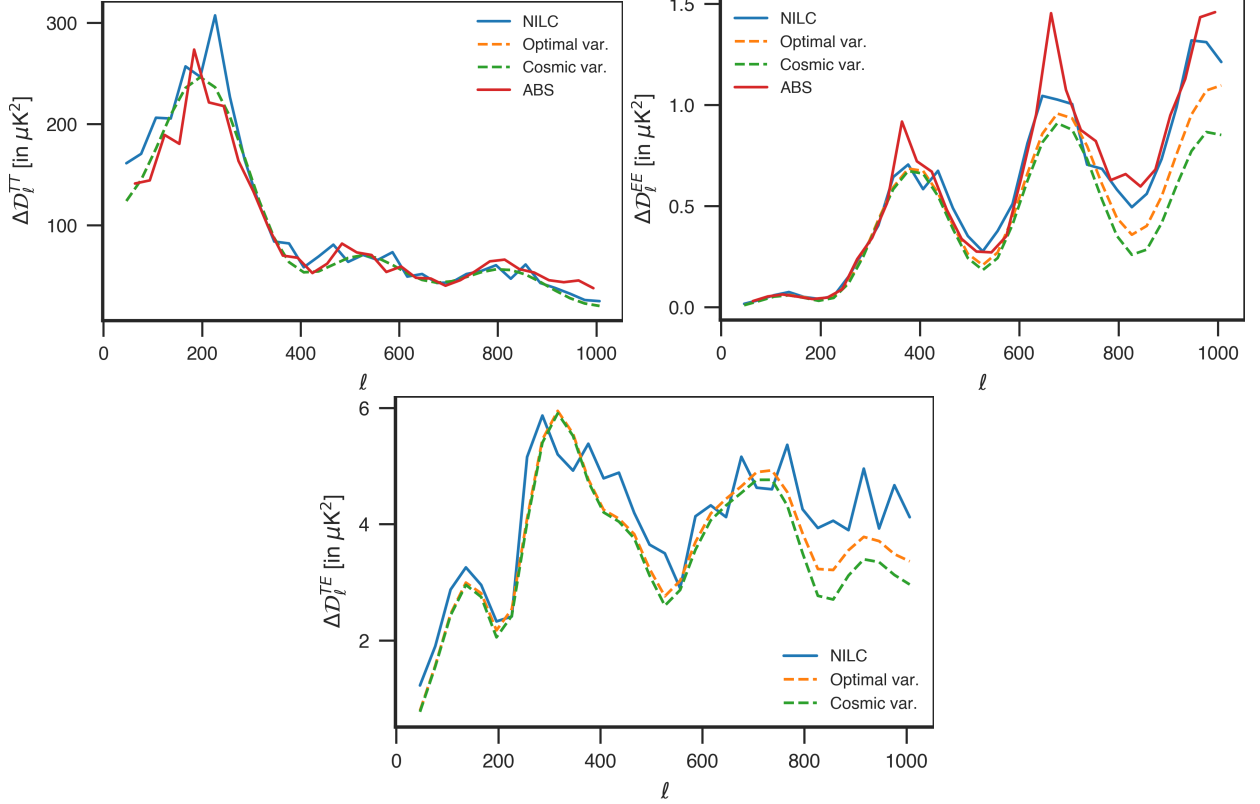 300
200
100
0
200
400
600
800
1000
ΔD_ℓ^{TT} [in μK²]
ℓ
NILC
Optimal var.
Cosmic var.
ABS
1.5
1.0
0.5
0.0
0
200
400
600
800
1000
ΔD_ℓ^{EE} [in μK²]
ℓ
NILC
Optimal var.
Cosmic var.
ABS
6
4
2
0
200
400
600
800
1000
ΔD_ℓ^{TE} [in μK²]
ℓ
NILC
Optimal var.
Cosmic var.